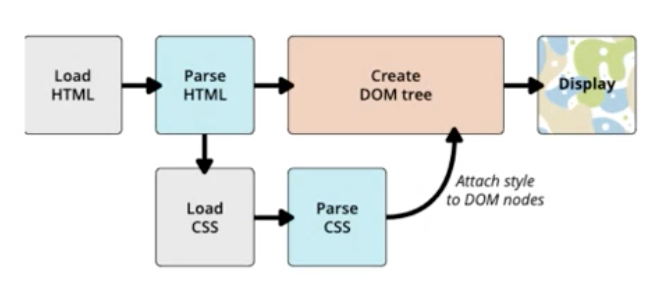 Load
HTML
Parse
HTML
Create
DOM tree
Display
Load
CSS
Parse
CSS
Attach style
to DOM nodes